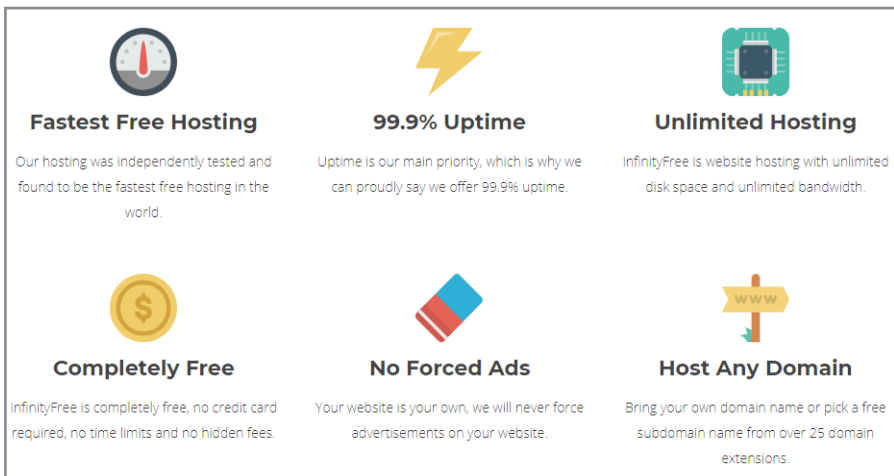 Fastest Free Hosting
Our hosting was independently tested and
found to be the fastest free hosting in the
world.
99.9% Uptime
Uptime is our main priority, which is why we
can proudly say we offer 99.9% uptime.
Unlimited Hosting
InfinityFree is website hosting with unlimited
disk space and unlimited bandwidth.
$
Completely Free
InfinityFree is completely free, no credit card
required, no time limits and no hidden fees.
No Forced Ads
Your website is your own, we will never force
advertisements on your website.
WWW
Host Any Domain
Bring your own domain name or pick a free
subdomain name from over 25 domain
extensions.